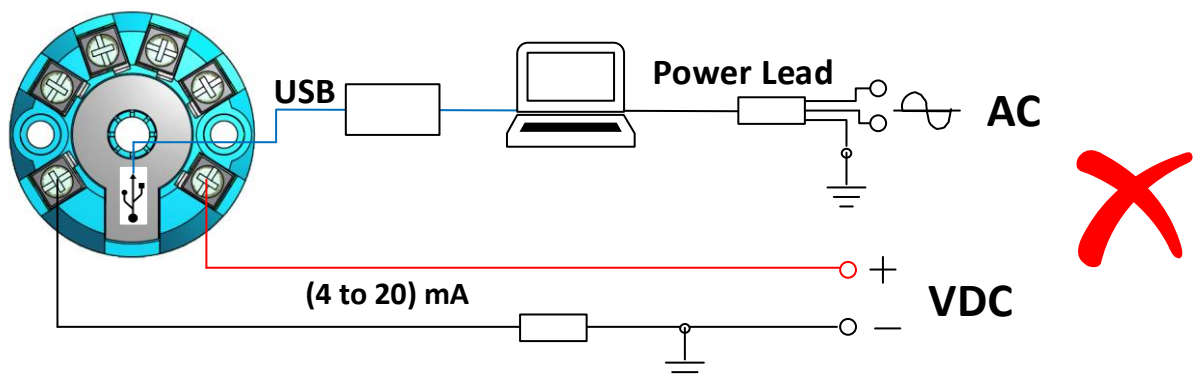 USB
Power Lead
AC
(4 to 20) mA
+
VDC
—